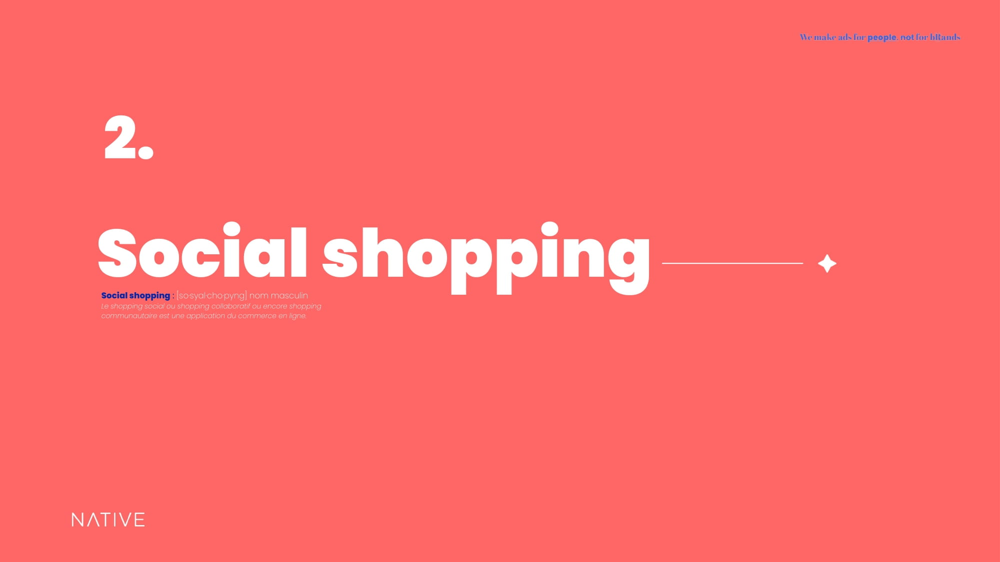 We make ads for people. not for bRands
2.
Social shopping
Social shopping : [so·syal·cho·pyng] nom masculin
Le shopping social ou shopping collaboratif ou encore shopping
communautaire est une application du commerce en ligne.
NATIVE